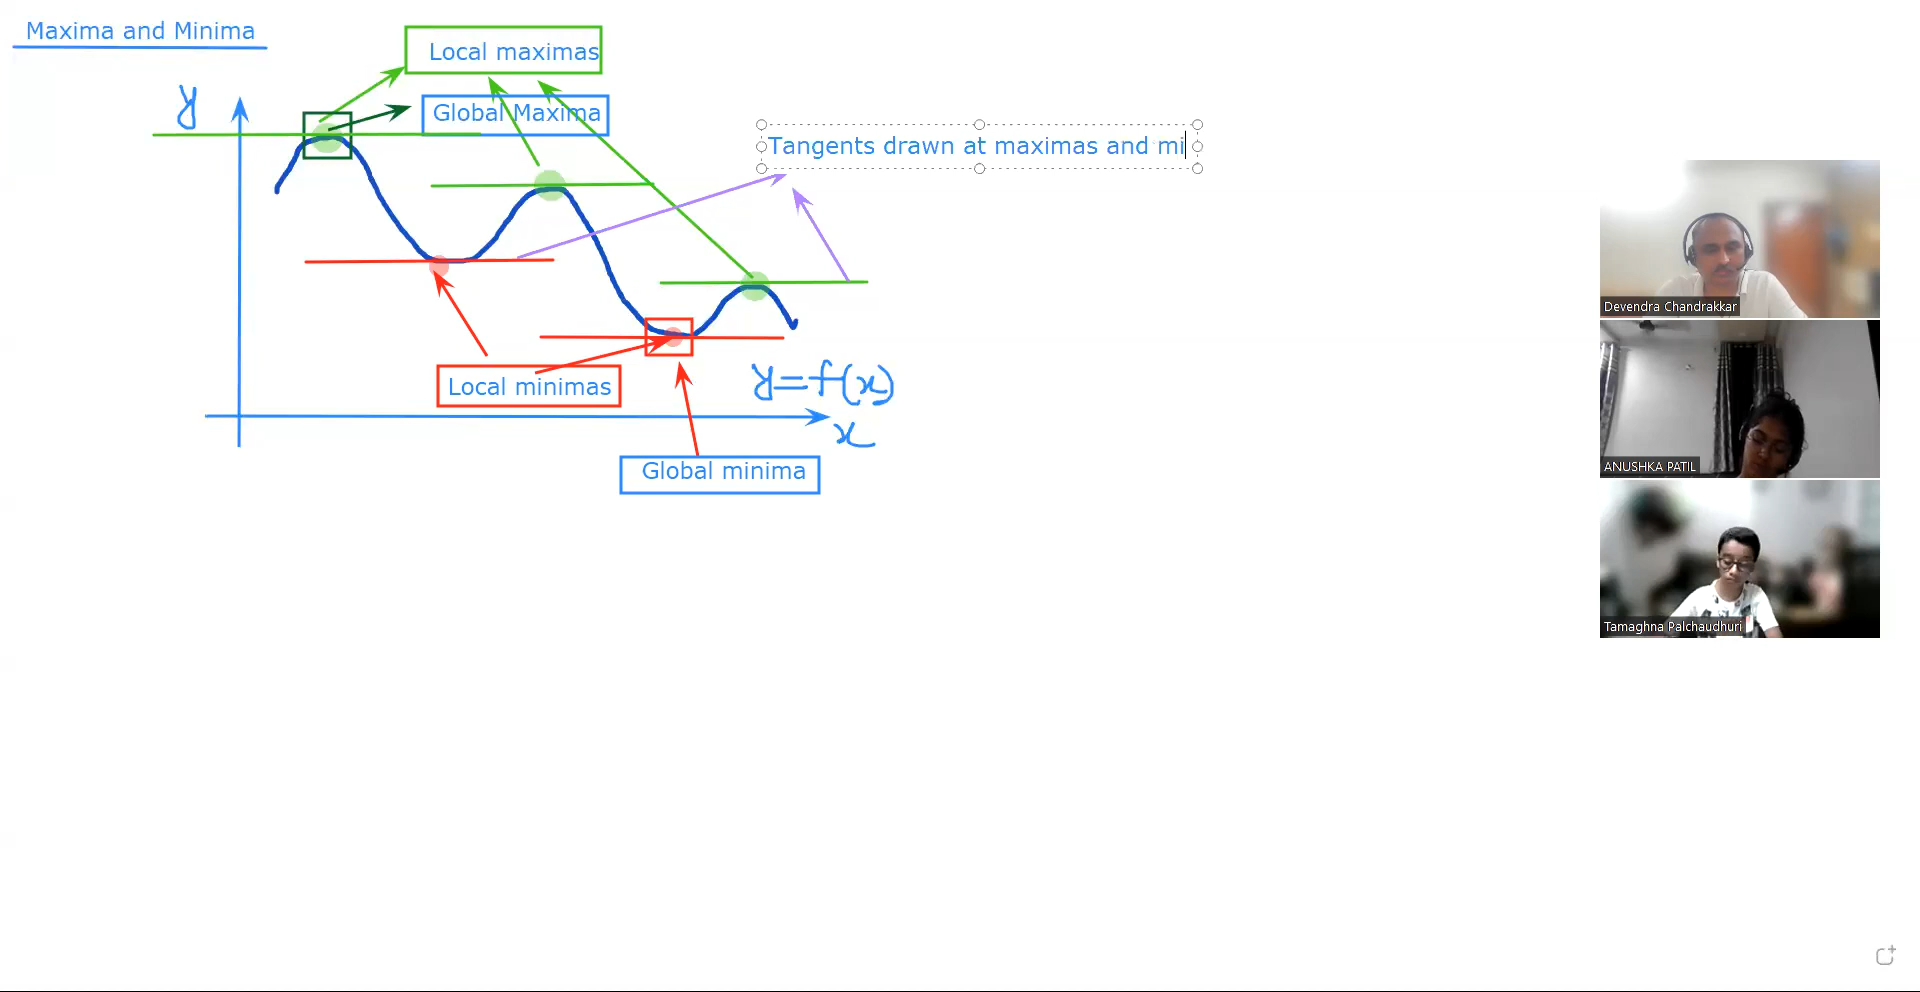 Maxima and Minima
Local maximas
y
Global Maxima
Tangents drawn at maximas and mi
Local minimas
y=f(x)
x
Global minima
Devendra Chandrakkar
ANUSHKA PATIL
Tamaghna Palchaudhuri